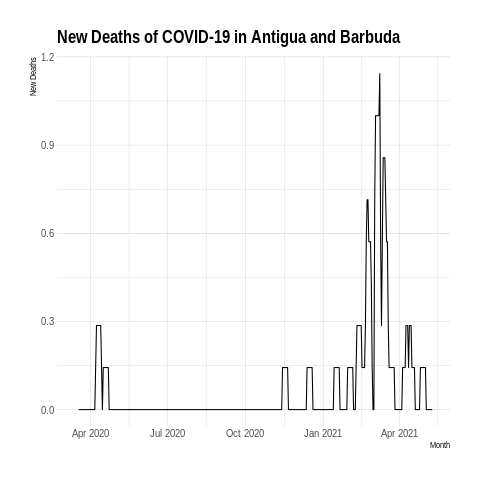 New Deaths of COVID-19 in Antigua and Barbuda
New Deaths
1.2
0.9
0.6
0.3
0.0
Apr 2020 Jul 2020 Oct 2020 Jan 2021 Apr 2021
Month